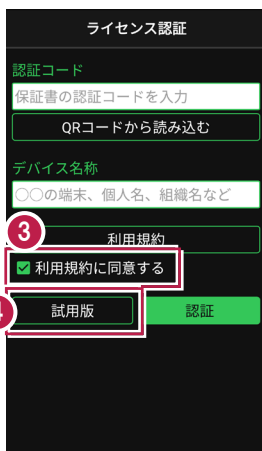 ライセンス認証
認証コード
保証書の認証コードを入力
QRコードから読み込む
デバイス名称
○○の端末、個人名、組織名など
3
利用規約
利用規約に同意する
試用版
認証